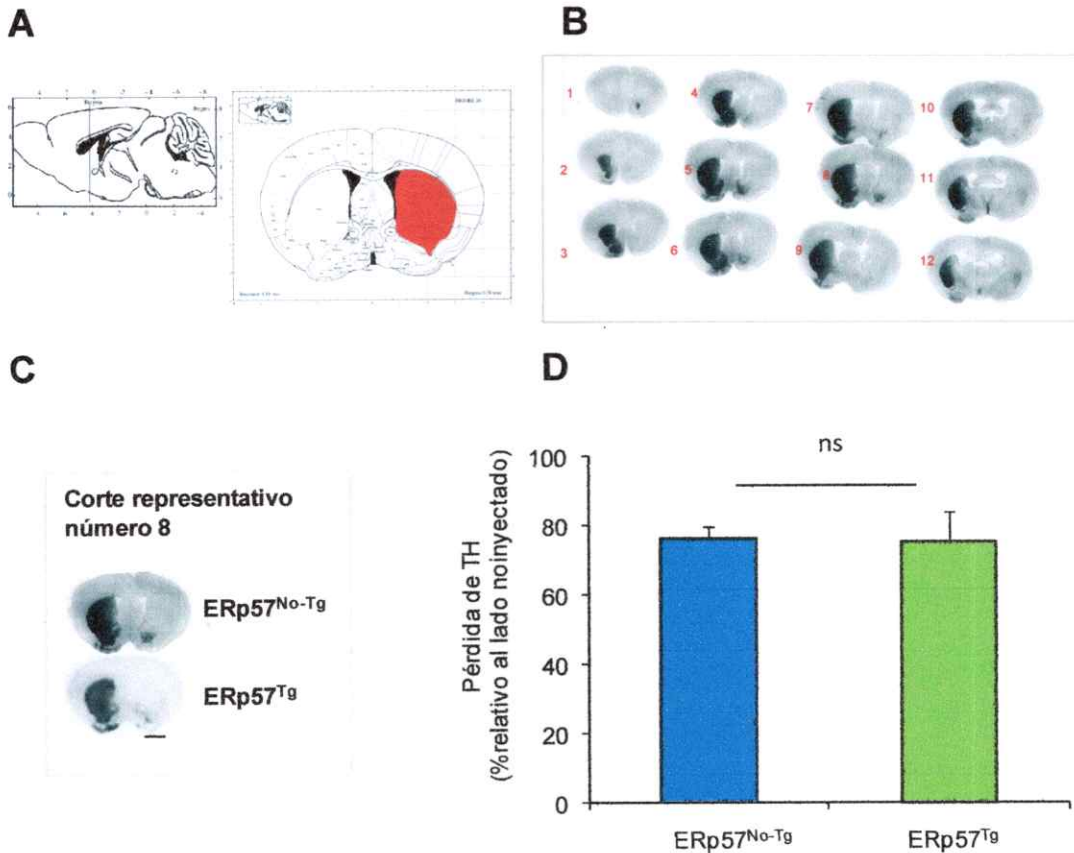 A
B
1
4
7
10
2
5
8
11
3
6
9
12
C
Corte representativo
número 8
ERp57No-Tg
ERp57Tg
D
ns
Pérdida de TH
(%relativo al lado noinyectado)
100
80
60
40
20
0
ERp57No-Tg
ERp57Tg